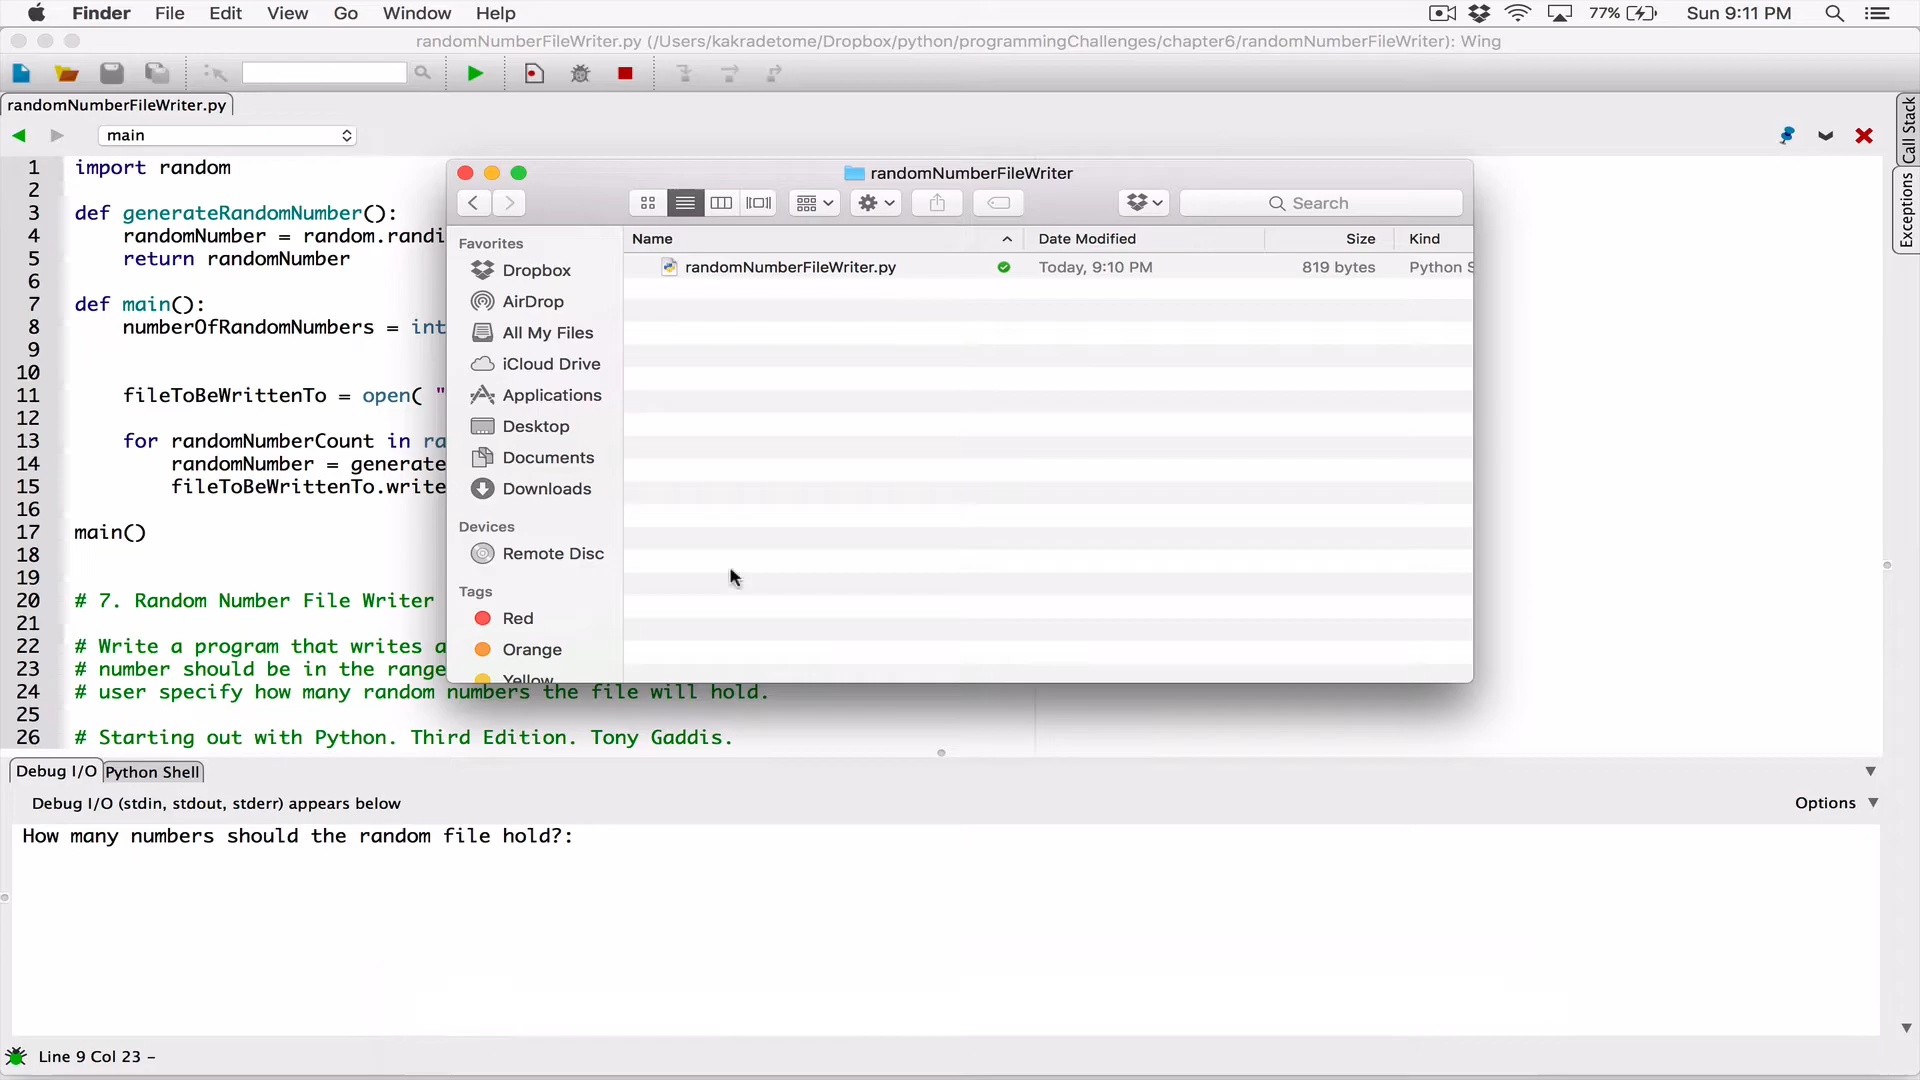 Finder File Edit View Go Window Help 77% Sun 9:11 PM
randomNumberFileWriter.py (/Users/kakradetome/Dropbox/python/programmingChallenges/chapter6/randomNumberFileWriter): Wing
randomNumberFileWriter.py
main
Call Stack
Exceptions
1 import random
2
3 def generateRandomNumber():
4 randomNumber = random.randi
5 return randomNumber
6
7 def main():
8 numberOfRandomNumbers = int
9
10
11 fileToBeWrittenTo = open( "
12
13 for randomNumberCount in ra
14 randomNumber = generate
15 fileToBeWrittenTo.write
16
17 main()
18
19
20 # 7. Random Number File Writer
21
22 # Write a program that writes a
23 # number should be in the range
24 # user specify how many random numbers the file will hold.
25
26 # Starting out with Python. Third Edition. Tony Gaddis.
randomNumberFileWriter
Search
Favorites
Dropbox
AirDrop
All My Files
iCloud Drive
Applications
Desktop
Documents
Downloads
Devices
Remote Disc
Tags
Red
Orange
Yellow
Name Date Modified Size Kind
randomNumberFileWriter.py Today, 9:10 PM 819 bytes Python S
Debug I/O Python Shell
Debug I/O (stdin, stdout, stderr) appears below Options
How many numbers should the random file hold?:
Line 9 Col 23 –